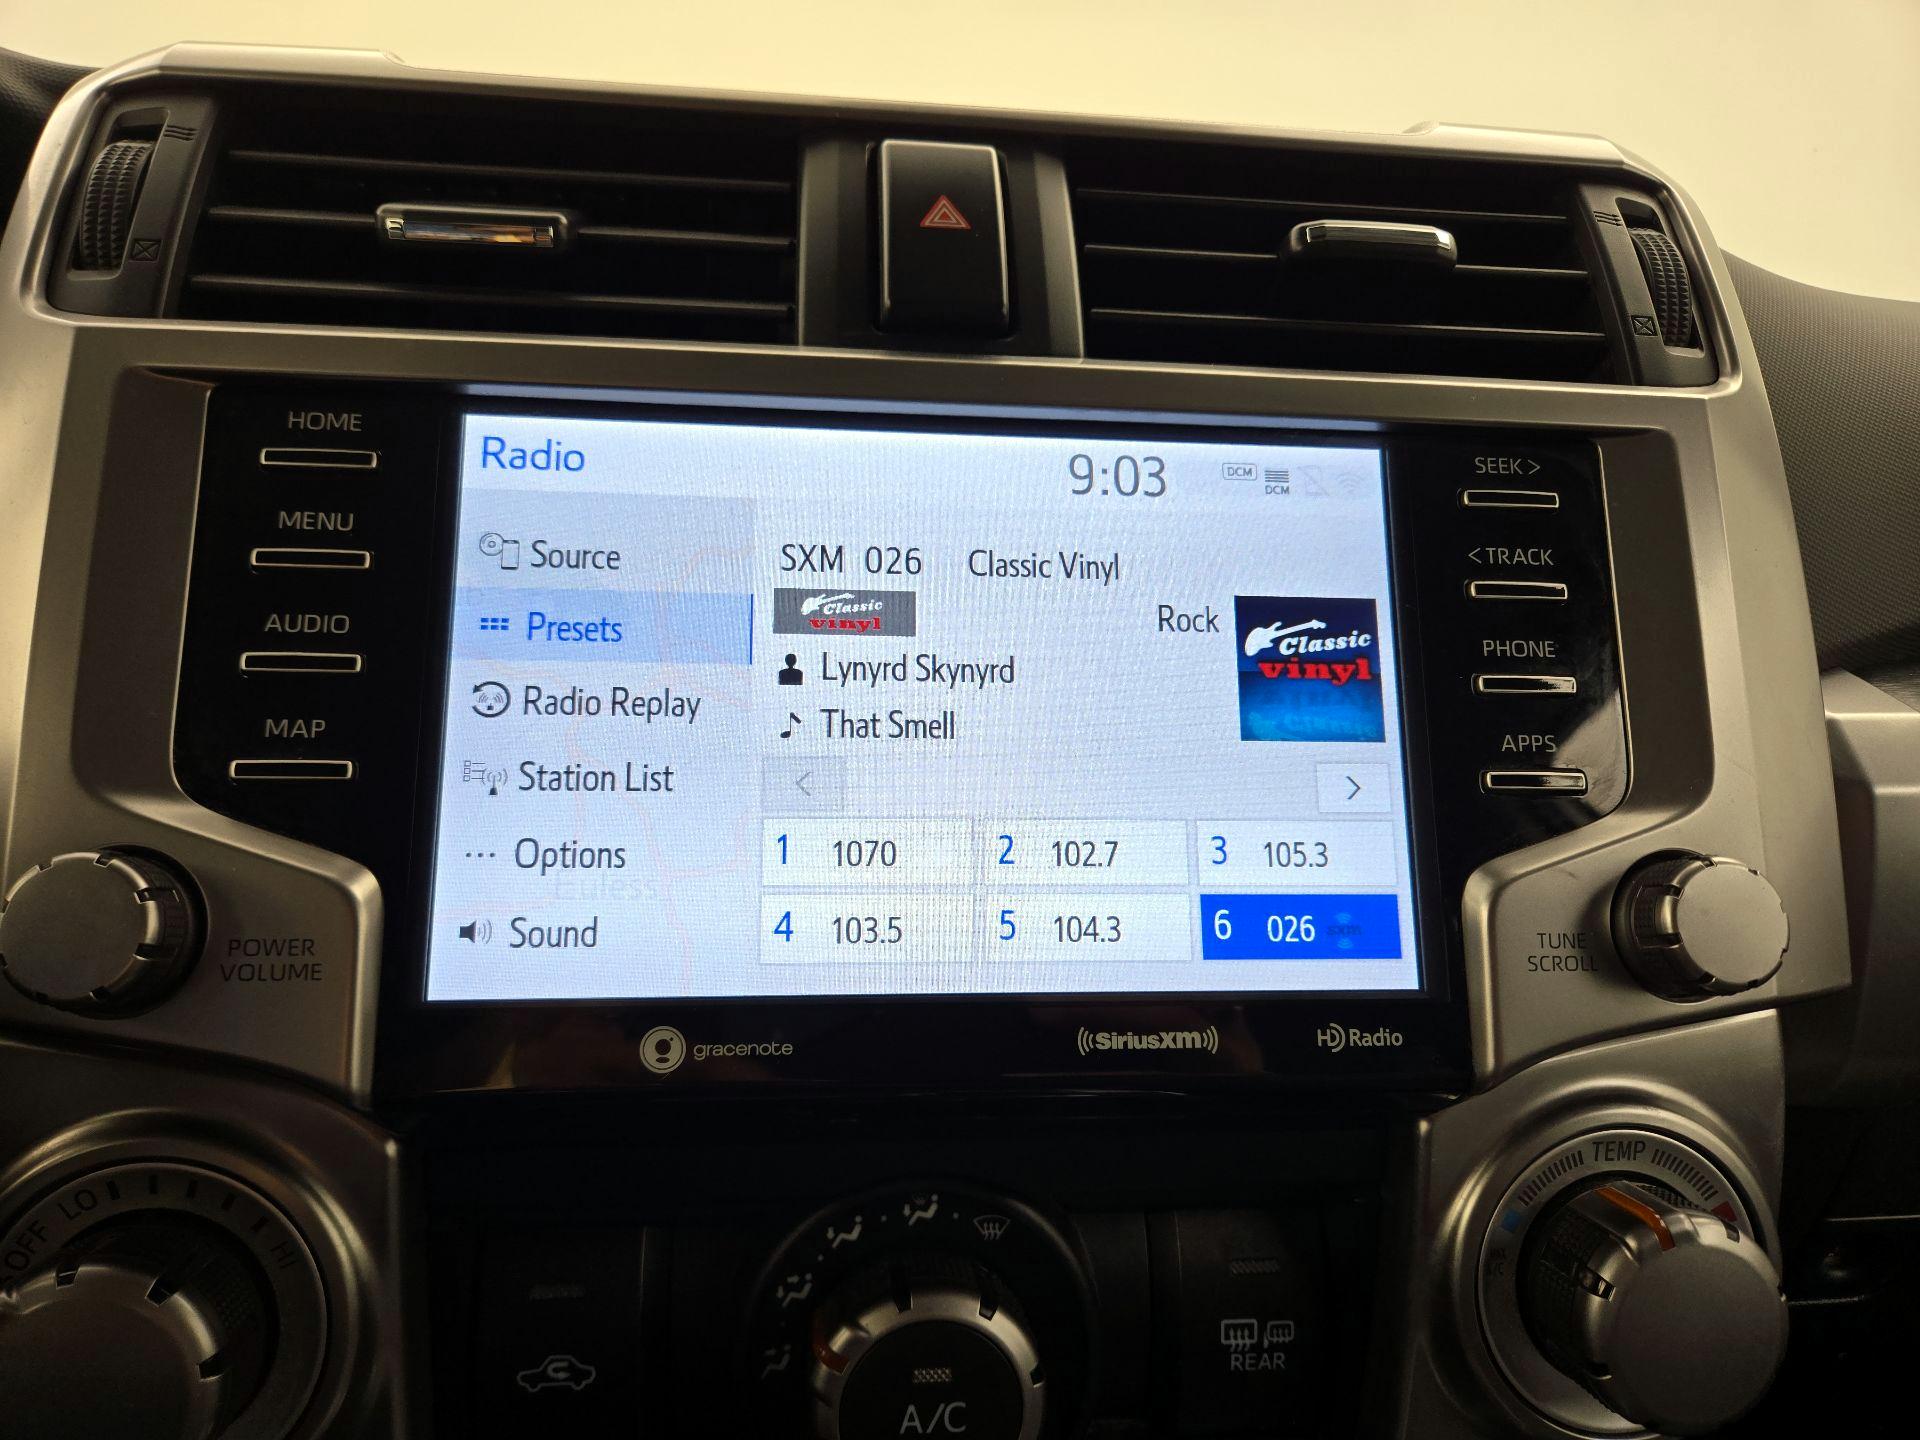 HOME
MENU
AUDIO
MAP
POWER
VOLUME
Radio
9:03
DCM
DCM
Source
Presets
Radio Replay
Station List
Options
Euless
Sound
SXM 026 Classic Vinyl
Classic
vinyl
Rock
Classic
vinyl
Lynyrd Skynyrd
That Smell
<
>
1 1070
2 102.7
3 105.3
4 103.5
5 104.3
6 026 sxm
SEEK >
< TRACK
PHONE
APPS
TUNE
SCROLL
gracenote
SiriusXM
HD Radio
OFF LO HI
A/C
REAR
TEMP